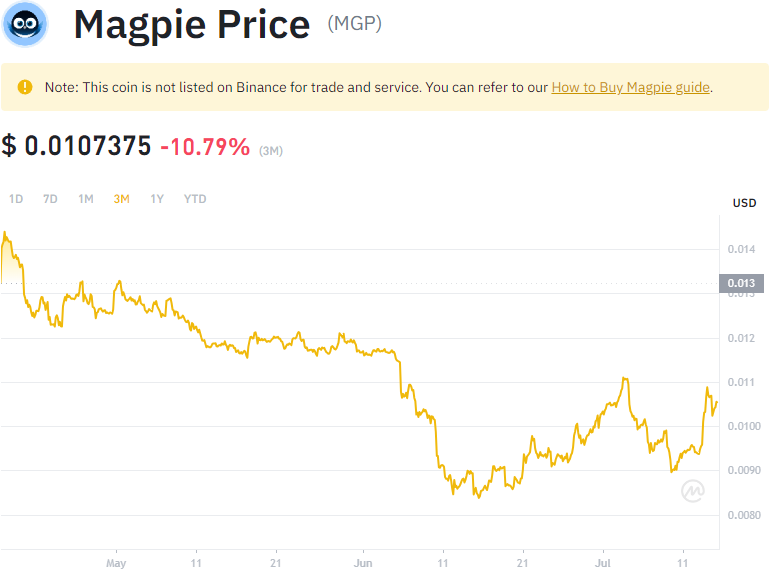 Magpie Price (MGP)
Note: This coin is not listed on Binance for trade and service. You can refer to our How to Buy Magpie guide.
$ 0.0107375 -10.79% (3M)
1D 7D 1M 3M 1Y YTD
USD
0.014
0.013
0.013
0.012
0.011
0.0100
0.0090
0.0080
May 11 21 Jun 11 21 Jul 11